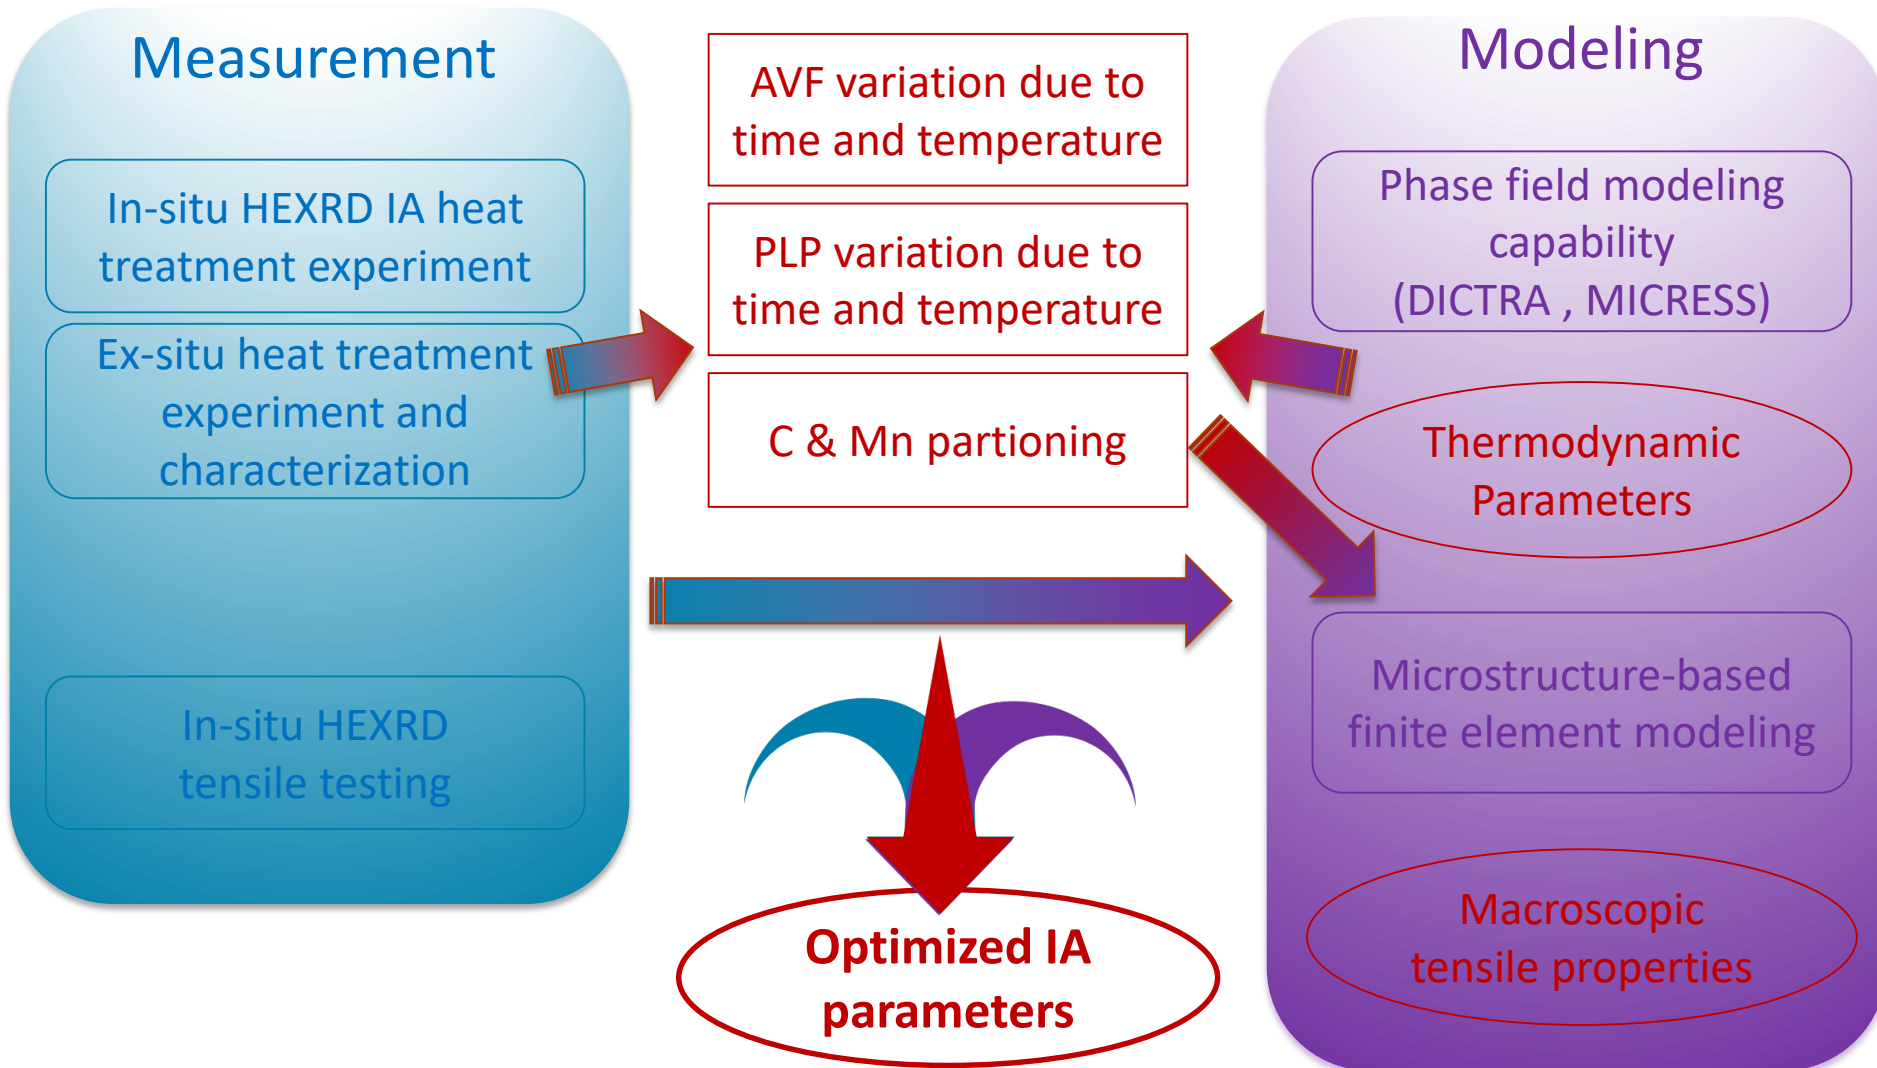 Measurement
In-situ HEXRD IA heat
treatment experiment
Ex-situ heat treatment
experiment and
characterization
In-situ HEXRD
tensile testing
AVF variation due to
time and temperature
PLP variation due to
time and temperature
C & Mn partioning
Optimized IA
parameters
Modeling
Phase field modeling
capability
(DICTRA , MICRESS)
Thermodynamic
Parameters
Microstructure-based
finite element modeling
Macroscopic
tensile properties